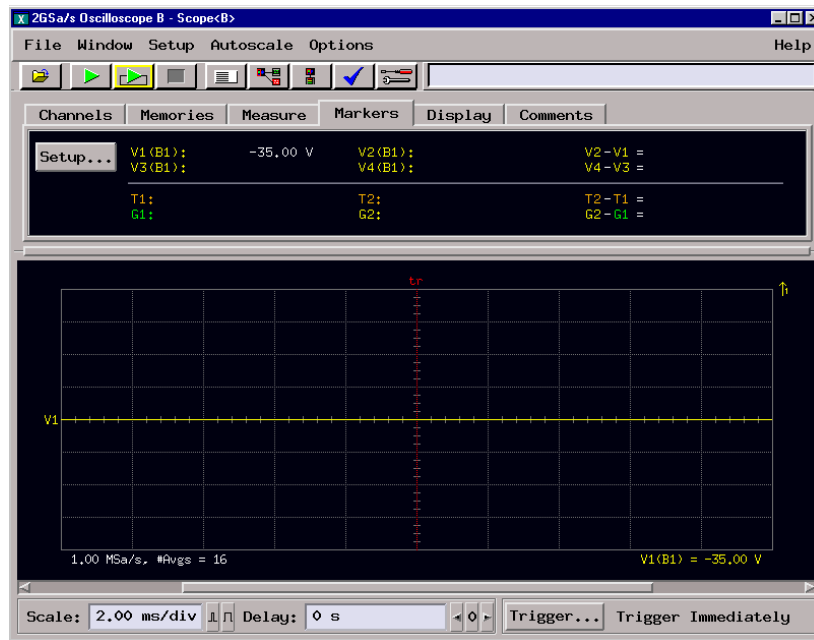 2GSa/s Oscilloscope B - Scope<B>
File Window Setup Autoscale Options Help
Channels Memories Measure Markers Display Comments
Setup... V1(B1): -35.00 V V2(B1): V2-V1 =
V3(B1): V4(B1): V4-V3 =
T1: T2: T2-T1 =
G1: G2: G2-G1 =
tr
1
V1
1.00 MSa/s, #Avgs = 16 V1(B1) = -35.00 V
Scale: 2.00 ms/div Delay: 0 s 0 Trigger... Trigger Immediately